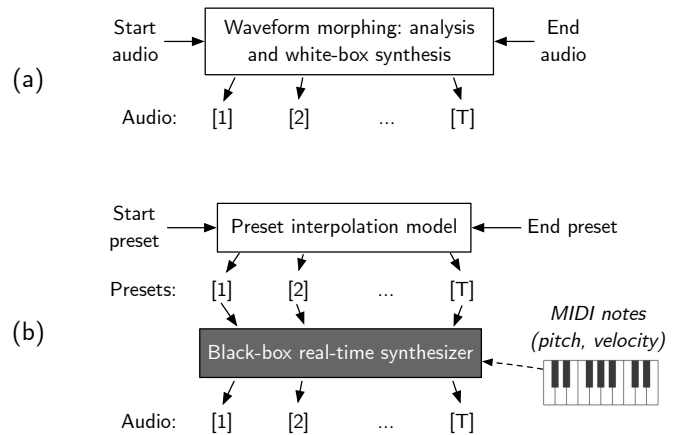 Start
audio
Waveform morphing: analysis
and white-box synthesis
End
audio
(a)
Audio: [1] [2] ... [T]
Start
preset
Preset interpolation model
End preset
Presets: [1] [2] ... [T]
(b)
MIDI notes
(pitch, velocity)
Black-box real-time synthesizer
Audio: [1] [2] ... [T]